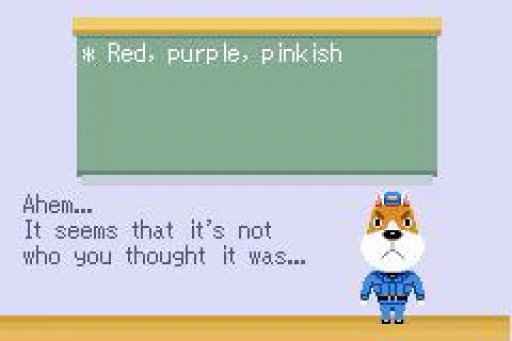 * Red, purple, pinkish
Ahem...
It seems that it's not
who you thought it was...